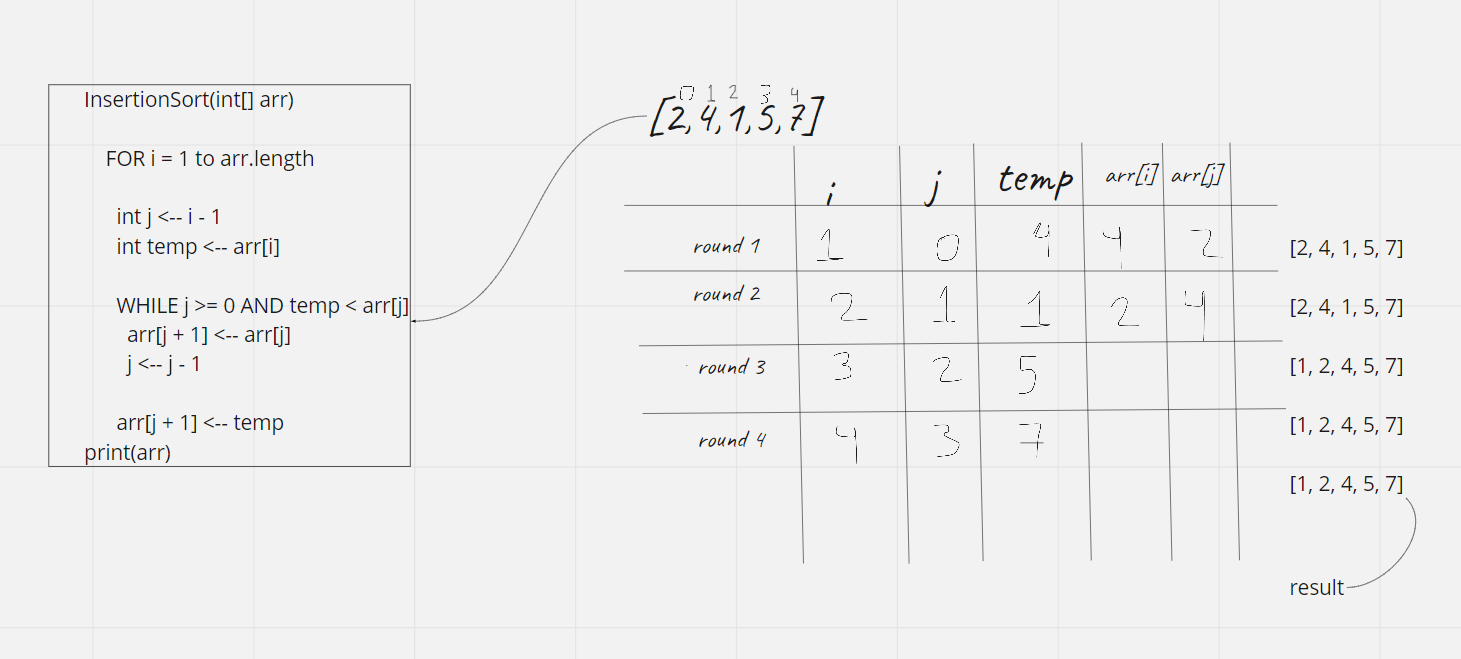 InsertionSort(int[] arr)
FOR i = 1 to arr.length
int j <-- i - 1
int temp <-- arr[i]
WHILE j >= 0 AND temp < arr[j]
arr[j + 1] <-- arr[j]
j <-- j - 1
arr[j + 1] <-- temp
print(arr)
0 1 2 3 4
[2, 4, 1, 5, 7]
i j temp arr[i] arr[j]
round 1 1 0 4 4 2 [2, 4, 1, 5, 7]
round 2 2 1 1 2 4 [2, 4, 1, 5, 7]
round 3 3 2 5 [1, 2, 4, 5, 7]
round 4 4 3 7 [1, 2, 4, 5, 7]
[1, 2, 4, 5, 7]
result